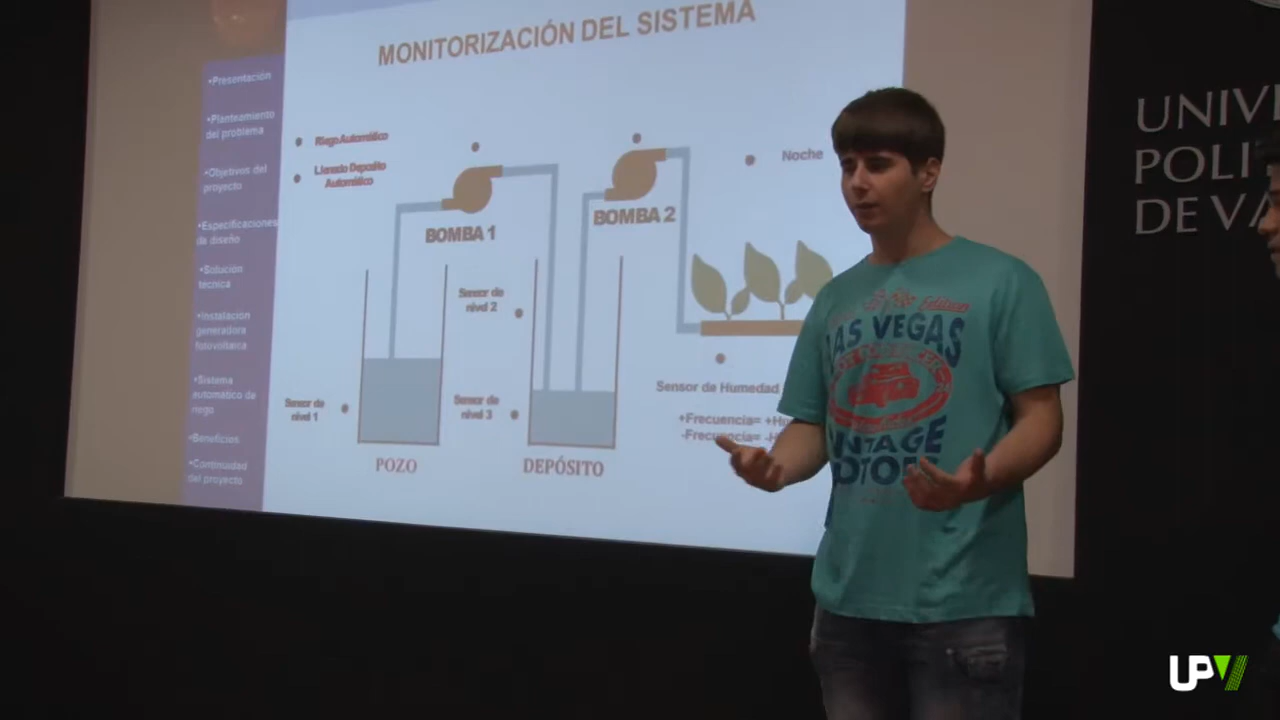 MONITORIZACIÓN DEL SISTEMA
•Presentación
•Planteamiento
del problema
•Objetivos del
proyecto
•Especificaciones
de diseño
•Solución
técnica
•Instalación
generadora
fotovoltaica
•Sistema
automático de
riego
•Beneficios
•Continuidad
del proyecto
Riego Automático
Llenado Deposito
Automático
BOMBA 1
BOMBA 2
Noche
Sensor de
nivel 2
Sensor de
nivel 1
Sensor de
nivel 3
Sensor de Humedad
+Frecuencia= +Hu
-Frecuencia= -H
POZO
DEPÓSITO
UNIV
POLI
DE VA
Edition
LAS VEGAS
UPV